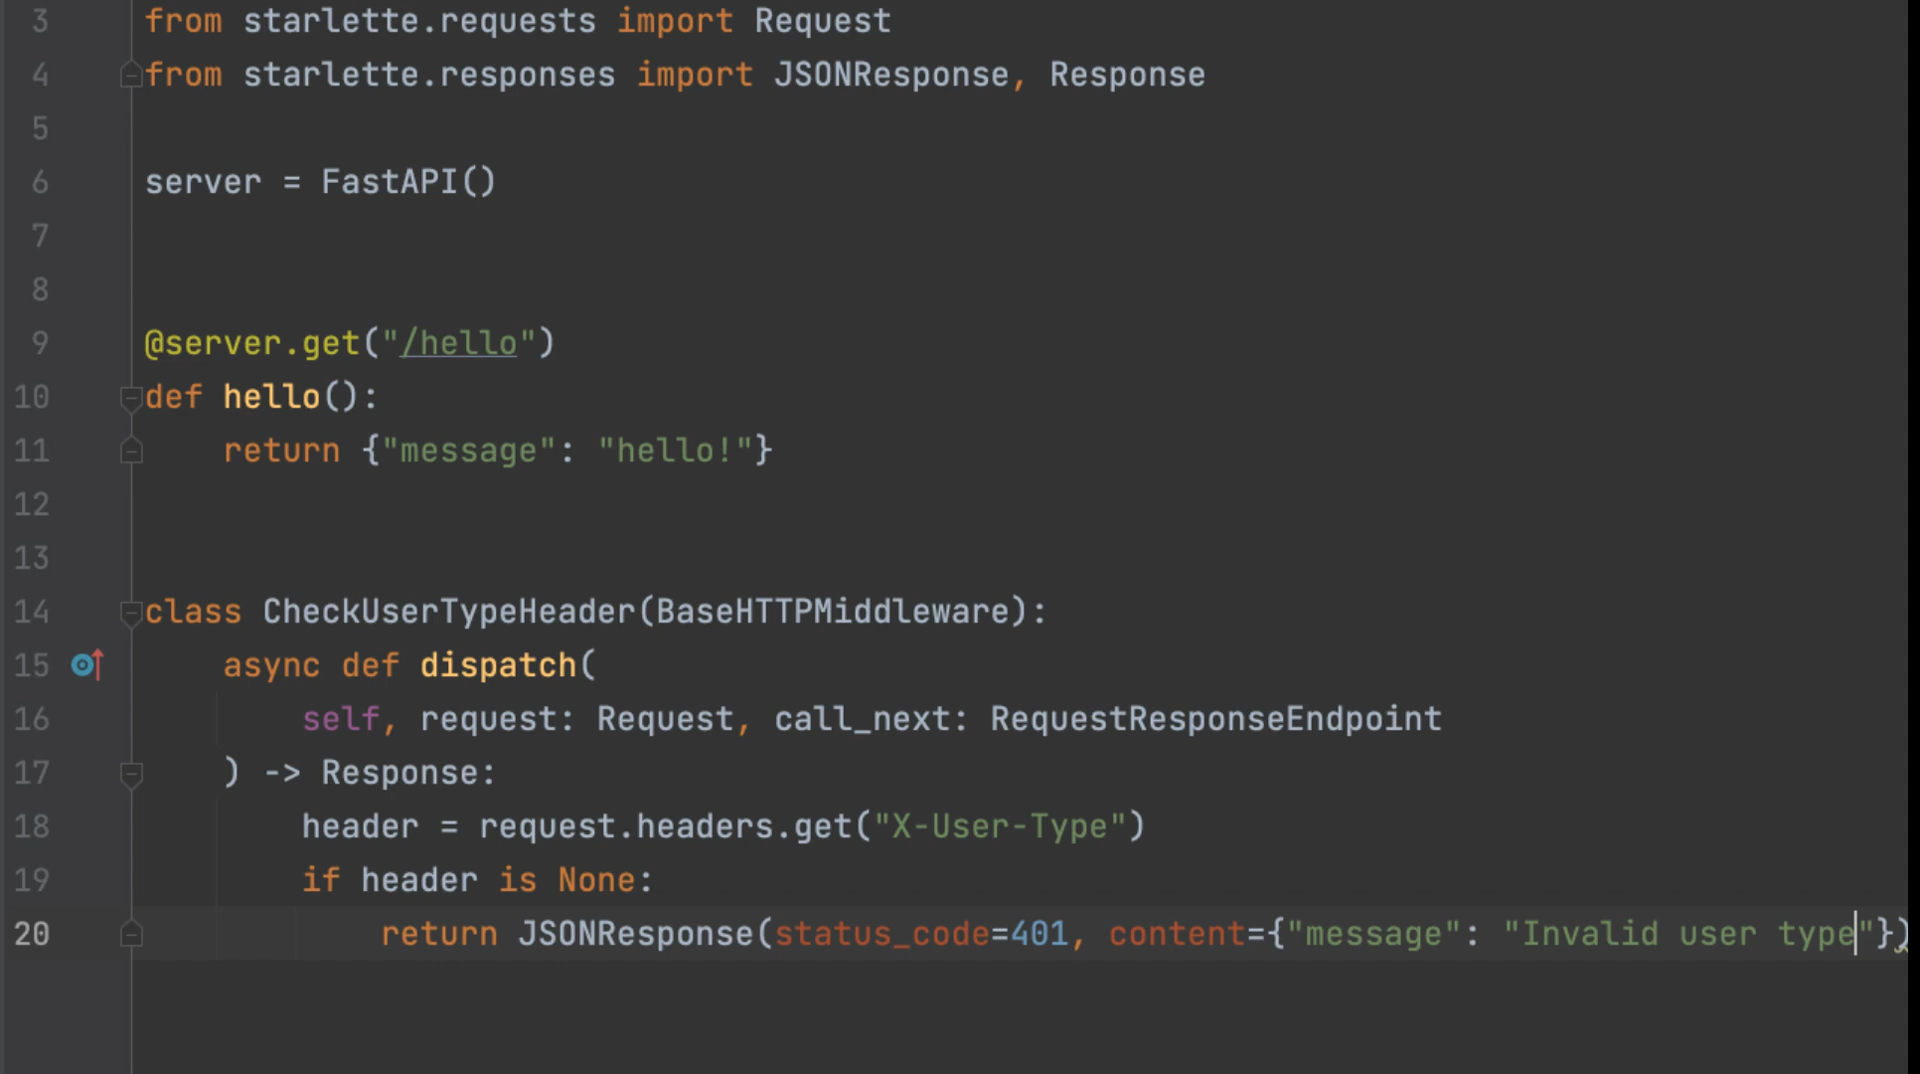 3 from starlette.requests import Request
4 from starlette.responses import JSONResponse, Response
5
6 server = FastAPI()
7
8
9 @server.get("/hello")
10 def hello():
11     return {"message": "hello!"}
12
13
14 class CheckUserTypeHeader(BaseHTTPMiddleware):
15     async def dispatch(
16         self, request: Request, call_next: RequestResponseEndpoint
17     ) -> Response:
18         header = request.headers.get("X-User-Type")
19         if header is None:
20             return JSONResponse(status_code=401, content={"message": "Invalid user type"})